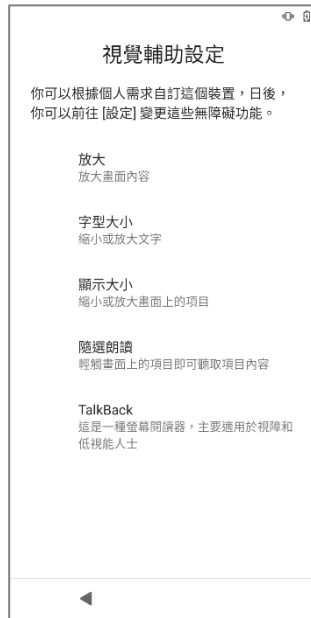 視覺輔助設定
你可以根據個人需求自訂這個裝置,日後,
你可以前往 [設定] 變更這些無障礙功能。
放大
放大畫面內容
字型大小
縮小或放大文字
顯示大小
縮小或放大畫面上的項目
隨選朗讀
輕觸畫面上的項目即可聽取項目內容
TalkBack
這是一種螢幕閱讀器,主要適用於視障和
低視能人士